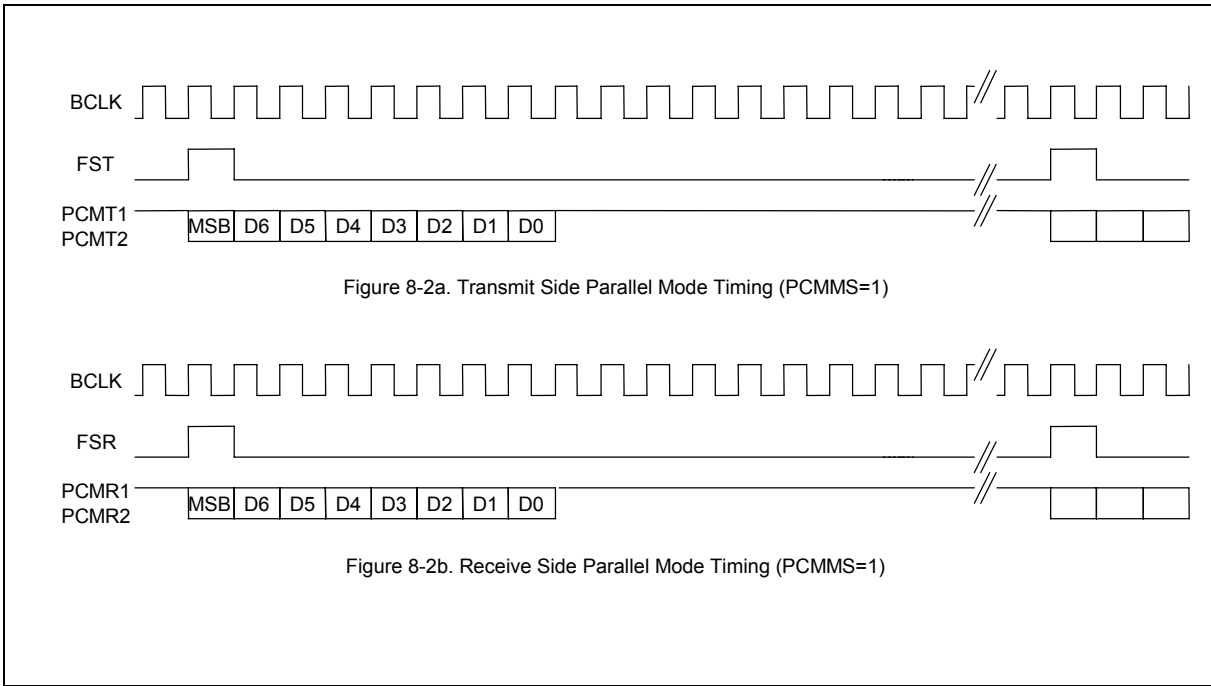 BCLK
FST
PCMT1
PCMT2
MSB D6 D5 D4 D3 D2 D1 D0
Figure 8-2a. Transmit Side Parallel Mode Timing (PCMMS=1)
BCLK
FSR
PCMR1
PCMR2
MSB D6 D5 D4 D3 D2 D1 D0
Figure 8-2b. Receive Side Parallel Mode Timing (PCMMS=1)